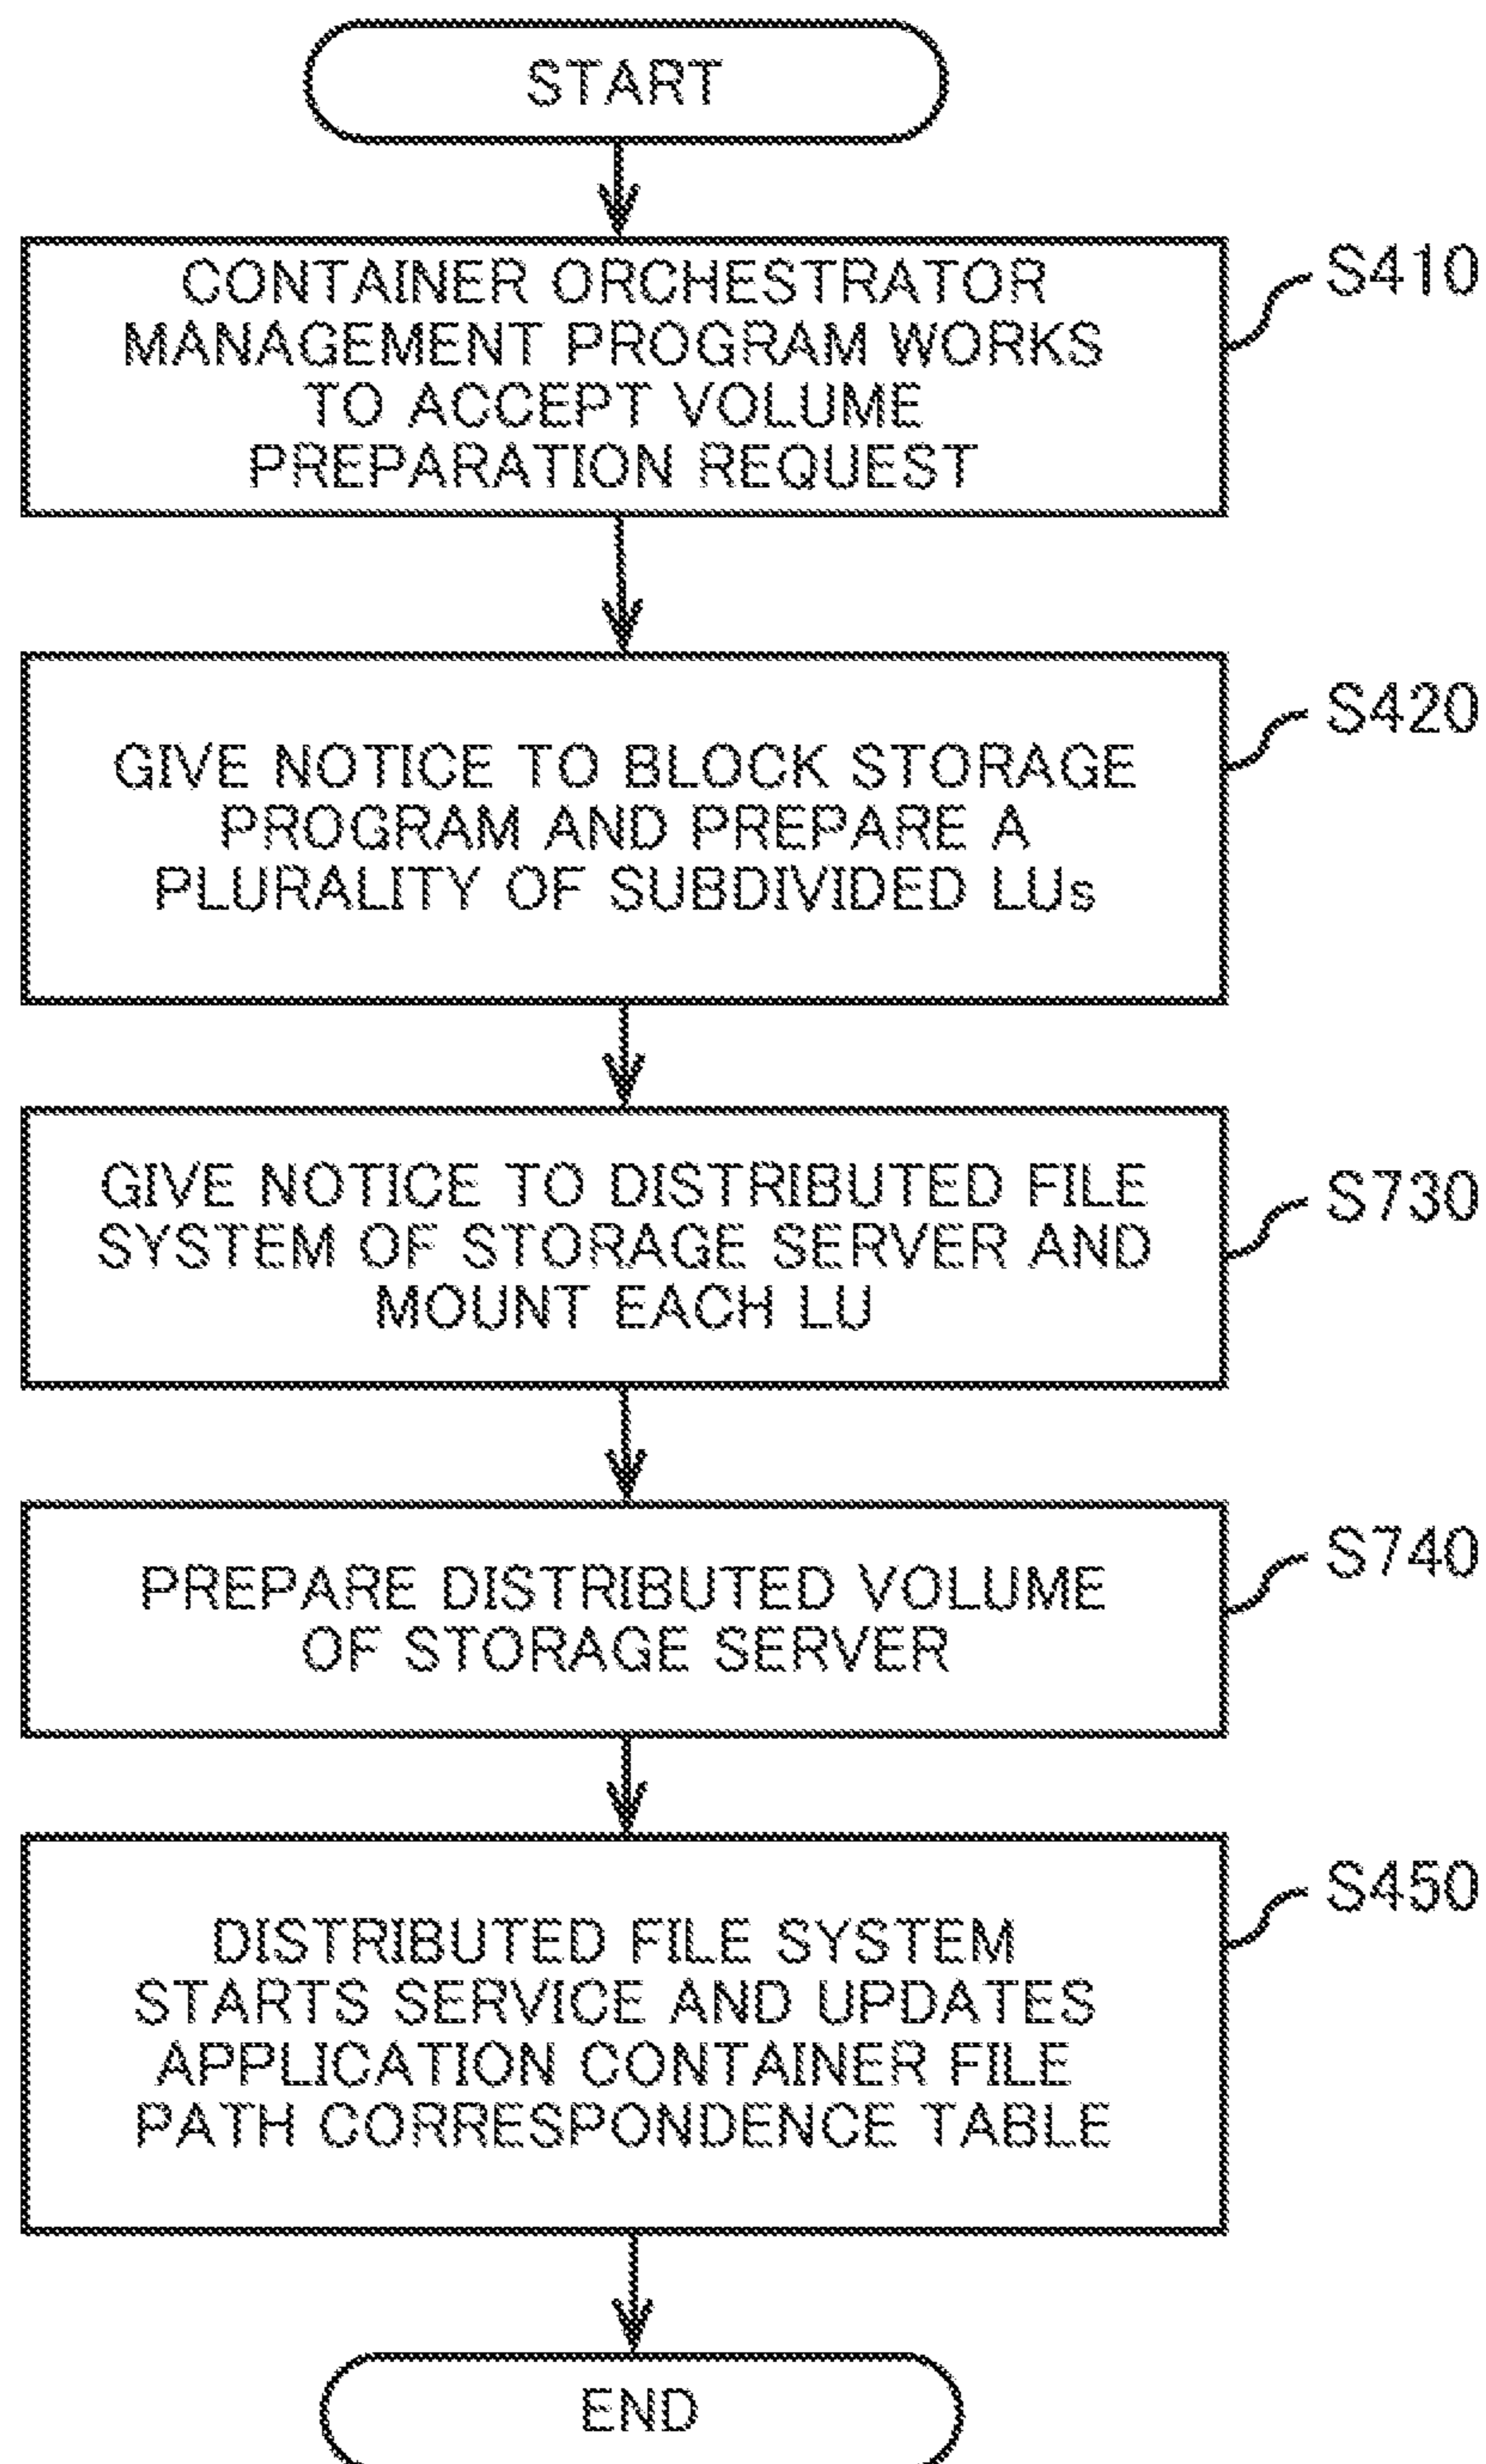 START
CONTAINER ORCHESTRATOR
MANAGEMENT PROGRAM WORKS
TO ACCEPT VOLUME
PREPARATION REQUEST
S410
GIVE NOTICE TO BLOCK STORAGE
PROGRAM AND PREPARE A
PLURALITY OF SUBDIVIDED LUs
S420
GIVE NOTICE TO DISTRIBUTED FILE
SYSTEM OF STORAGE SERVER AND
MOUNT EACH LU
S730
PREPARE DISTRIBUTED VOLUME
OF STORAGE SERVER
S740
DISTRIBUTED FILE SYSTEM
STARTS SERVICE AND UPDATES
APPLICATION CONTAINER FILE
PATH CORRESPONDENCE TABLE
S450
END